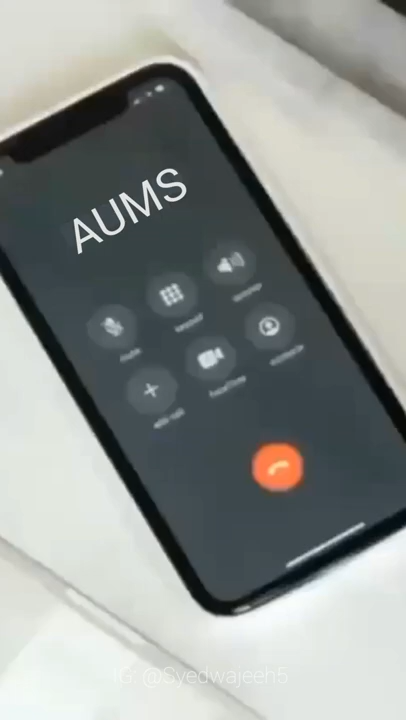 AUMS
mute
keypad
speaker
add call
FaceTime
contacts
IG: @Syedwajeeh5